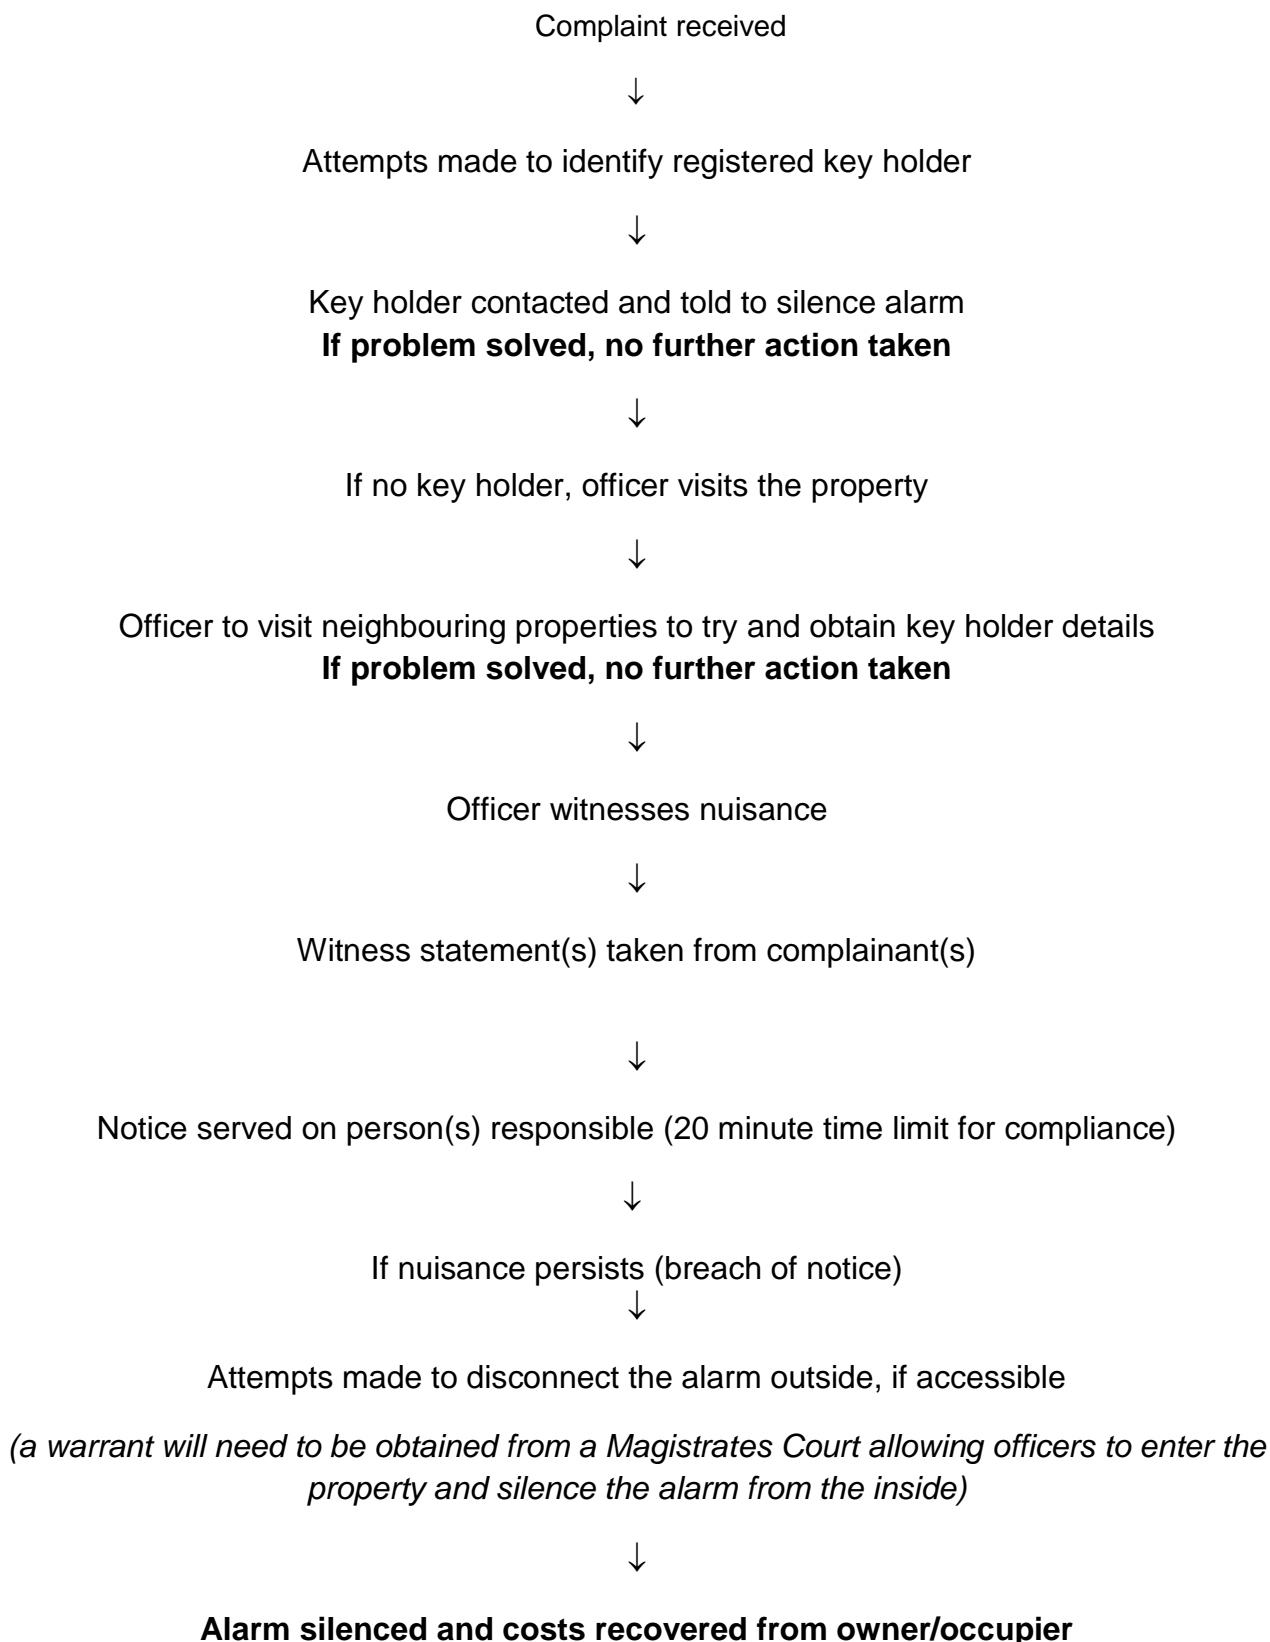 Complaint received
↓
Attempts made to identify registered key holder
↓
Key holder contacted and told to silence alarm
If problem solved, no further action taken
↓
If no key holder, officer visits the property
↓
Officer to visit neighbouring properties to try and obtain key holder details
If problem solved, no further action taken
↓
Officer witnesses nuisance
↓
Witness statement(s) taken from complainant(s)
↓
Notice served on person(s) responsible (20 minute time limit for compliance)
↓
If nuisance persists (breach of notice)
↓
Attempts made to disconnect the alarm outside, if accessible
(a warrant will need to be obtained from a Magistrates Court allowing officers to enter the
property and silence the alarm from the inside)
↓
Alarm silenced and costs recovered from owner/occupier